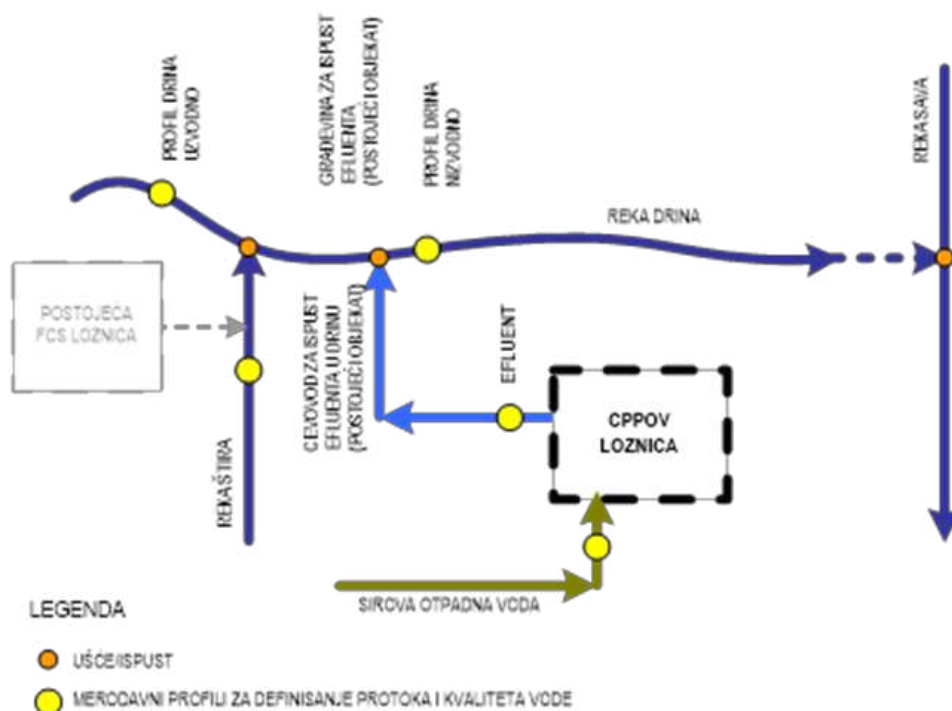 PROFIL DRINA
UZVODNO
GRAĐEVINA ZA ISPUST
EFLUENTA
(POSTOJEĆI OBJEKAT)
PROFIL DRINA
NIZVODNO
REKA SAVA
REKA DRINA
POSTOJEĆA
FCS LOZNICA
CEVOVOD ZA ISPUST
EFLUENTA U DRINU
(POSTOJEĆI OBJEKAT)
EFLUENT
CPPOV
LOZNICA
REKA ŠTIRA
SIROVA OTPADNA VODA
LEGENDA
UŠĆE/ISPUST
MERODAVNI PROFILI ZA DEFINISANJE PROTOKA I KVALITETA VODE